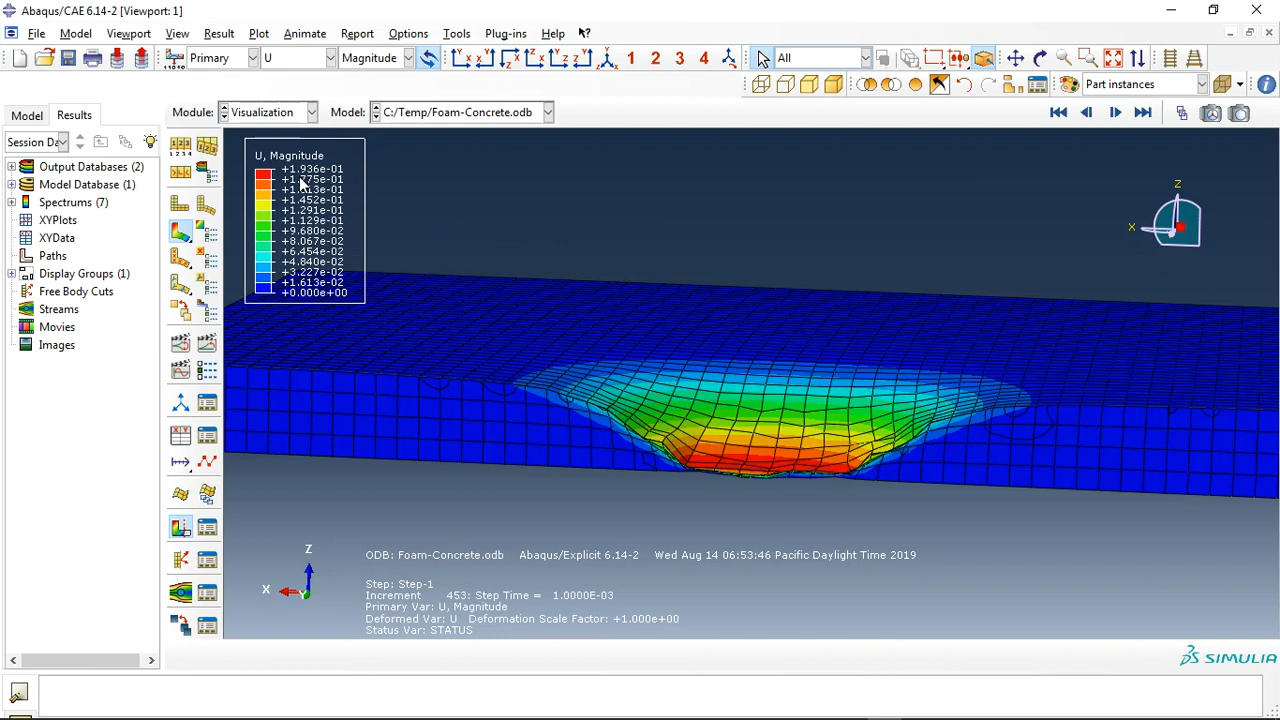 Abaqus/CAE 6.14-2 [Viewport: 1]
File Model Viewport View Result Plot Animate Report Options Tools Plug-ins Help
Primary U Magnitude 1 2 3 4 All
Part instances
Model Results Module: Visualization Model: C:/Temp/Foam-Concrete.odb
Session Da
Output Databases (2)
Model Database (1)
Spectrums (7)
XYPlots
XYData
Paths
Display Groups (1)
Free Body Cuts
Streams
Movies
Images
U, Magnitude
+1.936e-01
+1.775e-01
+1.613e-01
+1.452e-01
+1.291e-01
+1.129e-01
+9.680e-02
+8.067e-02
+6.454e-02
+4.840e-02
+3.227e-02
+1.613e-02
+0.000e+00
Z
X
Z
X
Y
ODB: Foam-Concrete.odb Abaqus/Explicit 6.14-2 Wed Aug 14 06:53:46 Pacific Daylight Time 2019
Step: Step-1
Increment 453: Step Time = 1.0000E-03
Primary Var: U, Magnitude
Deformed Var: U Deformation Scale Factor: +1.000e+00
Status Var: STATUS
SIMULIA